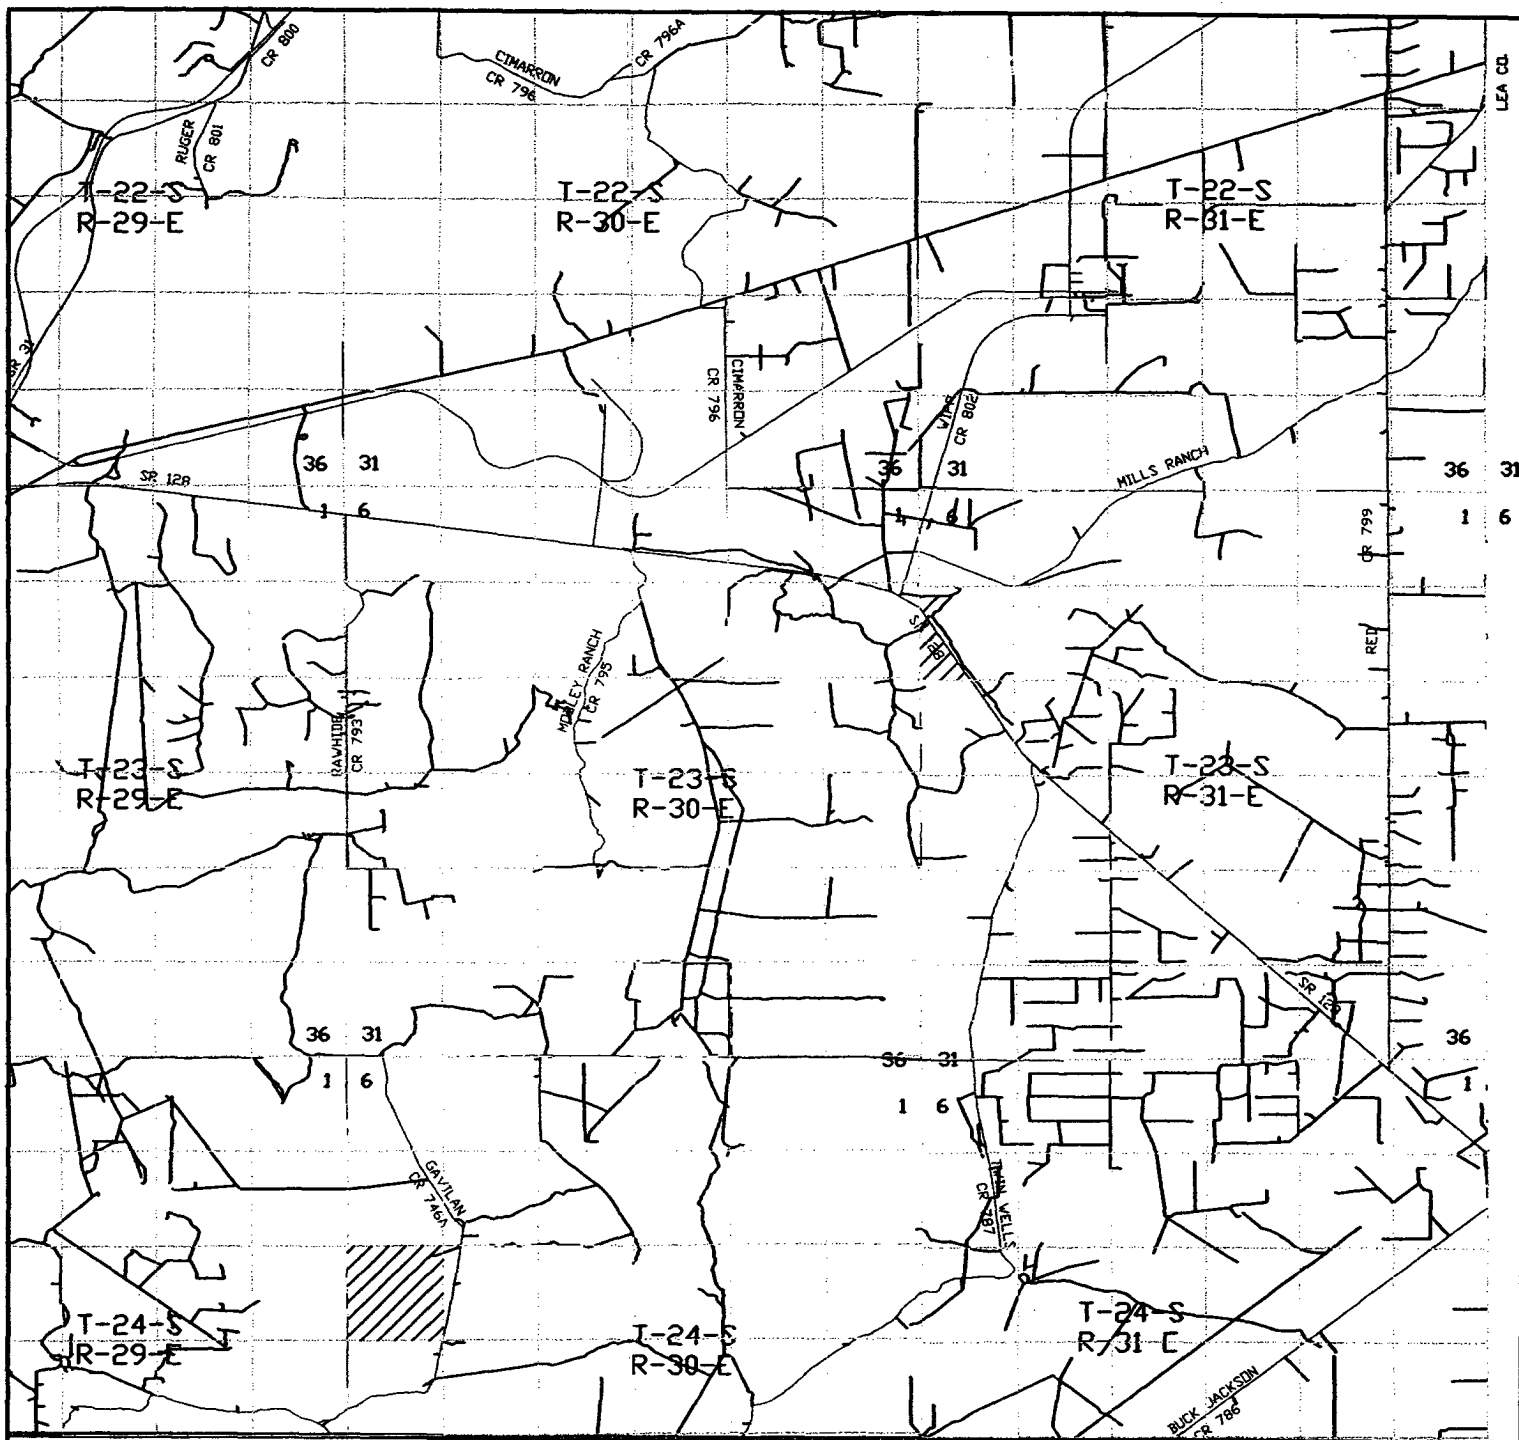 CR 800
CIMARRON
CR 796
CR 796A
LEA CO.
RUGER
CR 801
T-22-S
R-29-E
T-22-S
R-30-E
T-22-S
R-31-E
CIMARRON
CR 796
WIPP
CR 802
MILLS RANCH
36 31
36 31
36 31
SR 128
1 6
1 6
1 6
CR 799
RED
MOBLEY RANCH
CR 795
RAWHIDE
CR 793
T-23-S
R-29-E
T-23-S
R-30-E
T-23-S
R-31-E
SR 128
36 31
36 31
36
1 6
1 6
1
GAVILAN
CR 746A
TWIN WELLS
CR 787
T-24-S
R-29-E
T-24-S
R-30-E
T-24-S
R-31-E
BUCK JACKSON
CR 786